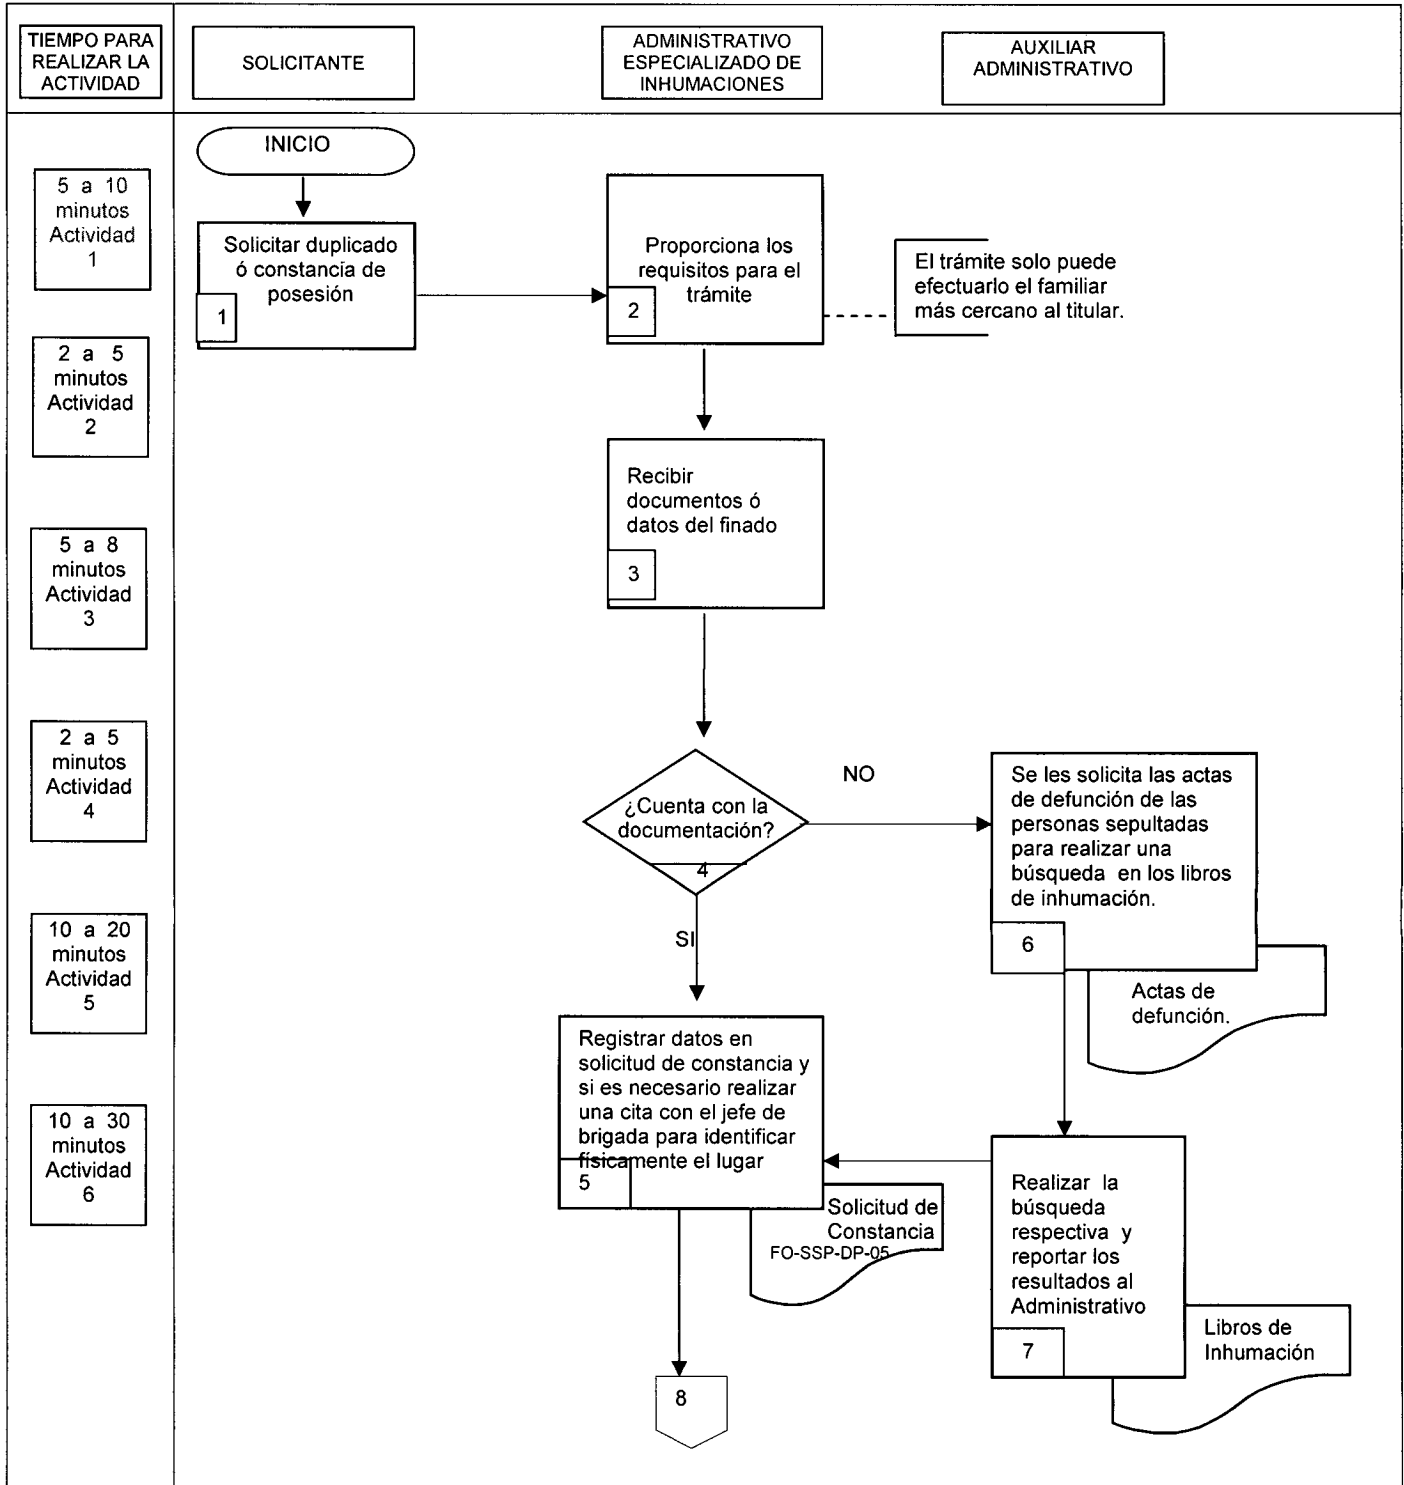 TIEMPO PARA
REALIZAR LA
ACTIVIDAD
SOLICITANTE
ADMINISTRATIVO
ESPECIALIZADO DE
INHUMACIONES
AUXILIAR
ADMINISTRATIVO
INICIO
5 a 10
minutos
Actividad
1
Solicitar duplicado
ó constancia de
posesión
1
Proporciona los
requisitos para el
trámite
2
El trámite solo puede
efectuarlo el familiar
más cercano al titular.
2 a 5
minutos
Actividad
2
Recibir
documentos ó
datos del finado
3
5 a 8
minutos
Actividad
3
2 a 5
minutos
Actividad
4
¿Cuenta con la
documentación?
4
NO
SI
Se les solicita las actas
de defunción de las
personas sepultadas
para realizar una
búsqueda en los libros
de inhumación.
6
Actas de
defunción.
10 a 20
minutos
Actividad
5
Registrar datos en
solicitud de constancia y
si es necesario realizar
una cita con el jefe de
brigada para identificar
físicamente el lugar
5
Solicitud de
Constancia
FO-SSP-DP-05
10 a 30
minutos
Actividad
6
Realizar la
búsqueda
respectiva y
reportar los
resultados al
Administrativo
7
Libros de
Inhumación
8